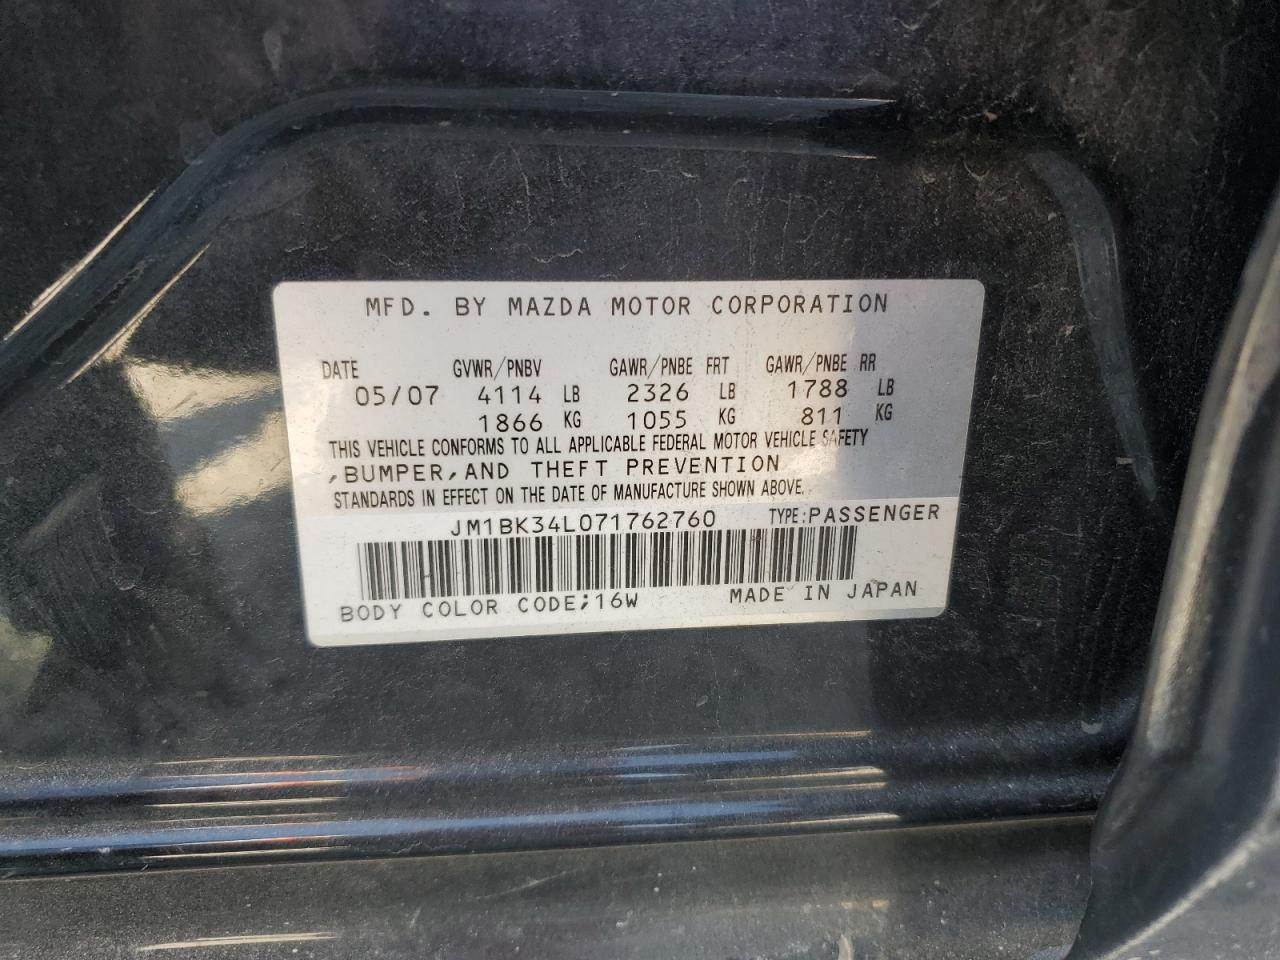 MFD. BY MAZDA MOTOR CORPORATION
DATE GVWR/PNBV GAWR/PNBE FRT GAWR/PNBE RR
05/07 4114 LB 2326 LB 1788 LB
1866 KG 1055 KG 811 KG
THIS VEHICLE CONFORMS TO ALL APPLICABLE FEDERAL MOTOR VEHICLE SAFETY
,BUMPER,AND THEFT PREVENTION
STANDARDS IN EFFECT ON THE DATE OF MANUFACTURE SHOWN ABOVE.
JM1BK34L071762760 TYPE:PASSENGER
BODY COLOR CODE;16W MADE IN JAPAN